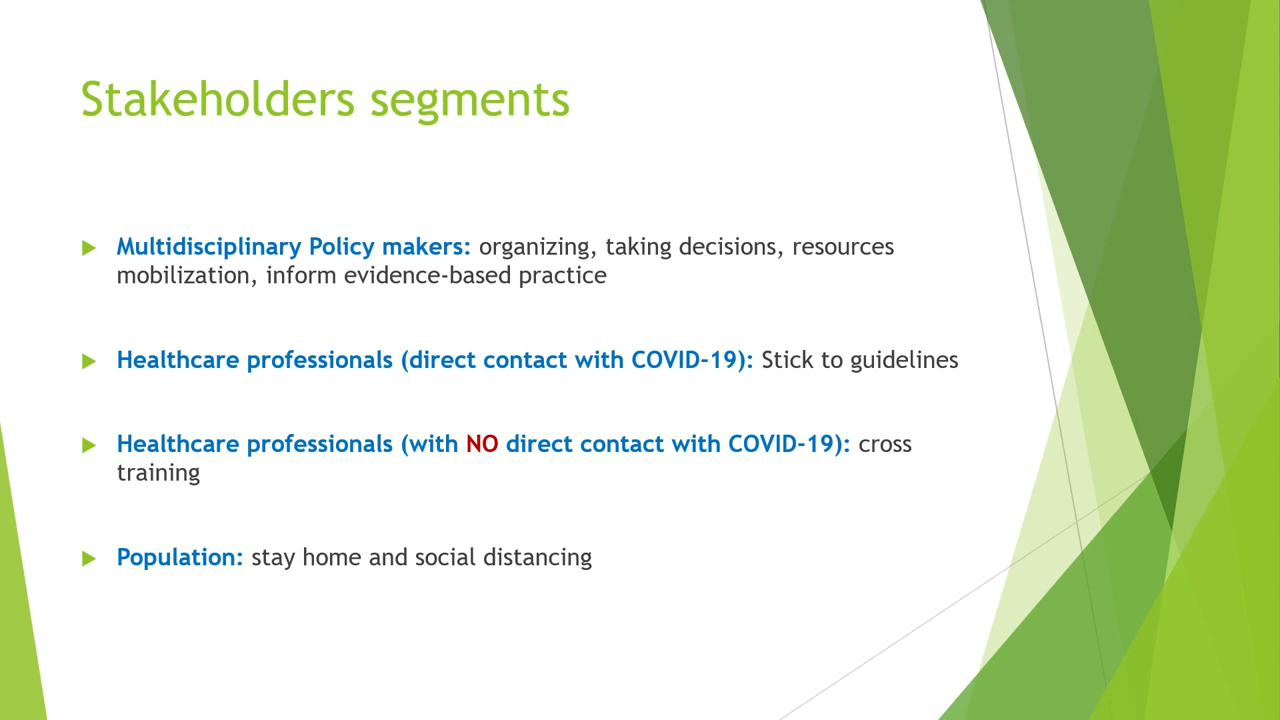 Stakeholders segments
Multidisciplinary Policy makers: organizing, taking decisions, resources
mobilization, inform evidence-based practice
Healthcare professionals (direct contact with COVID-19): Stick to guidelines
Healthcare professionals (with NO direct contact with COVID-19): cross
training
Population: stay home and social distancing